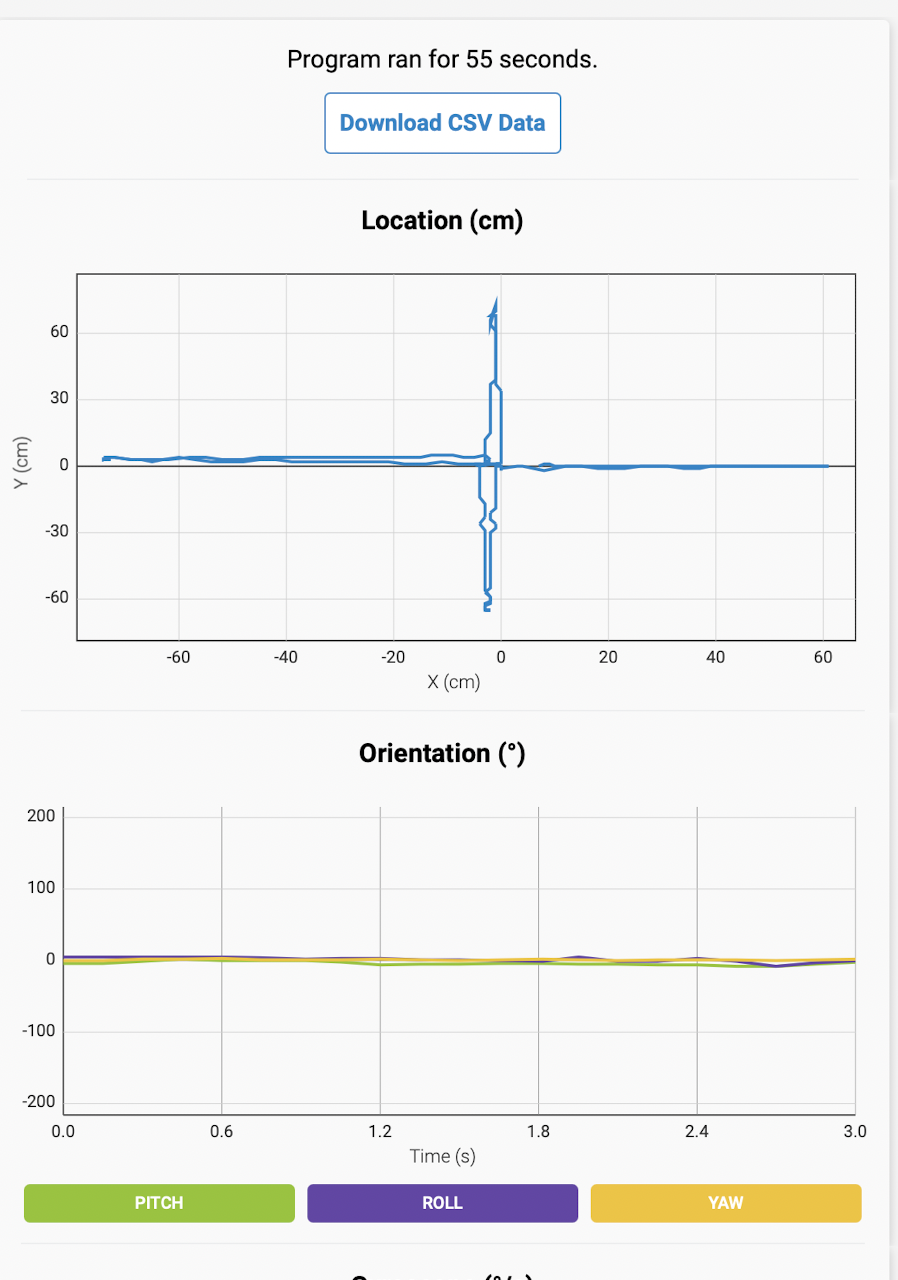 Program ran for 55 seconds.
Download CSV Data
Location (cm)
60
30
0
-30
-60
Y (cm)
-60 -40 -20 0 20 40 60
X (cm)
Orientation (°)
200
100
0
-100
-200
0.0 0.6 1.2 1.8 2.4 3.0
Time (s)
PITCH ROLL YAW